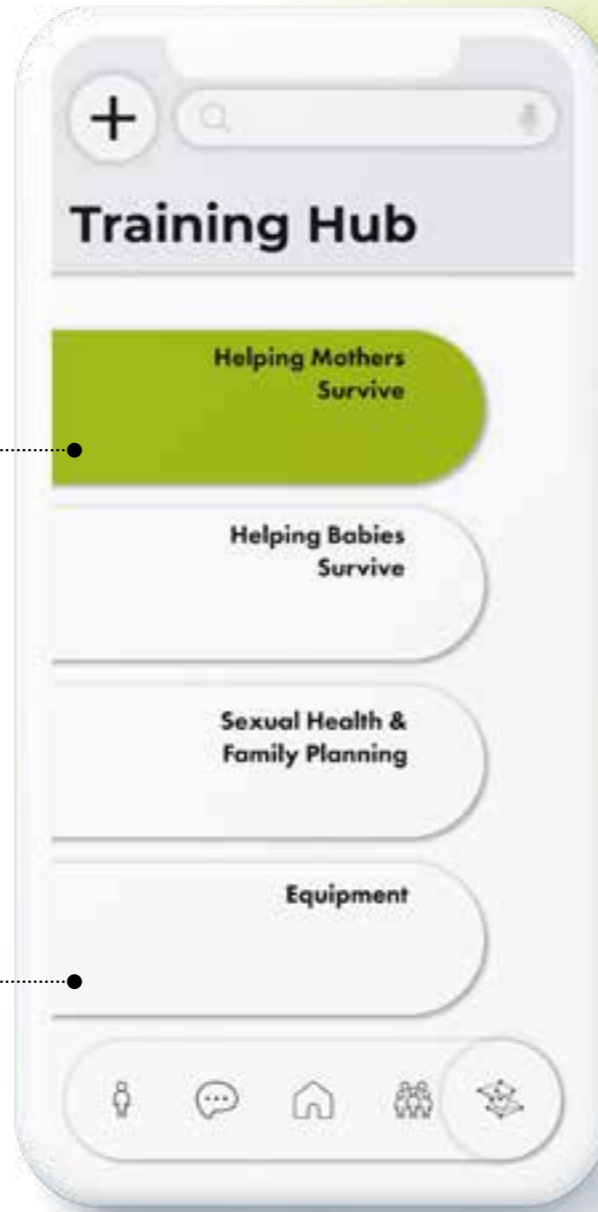 Training Hub
Helping Mothers
Survive
Helping Babies
Survive
Sexual Health &
Family Planning
Equipment